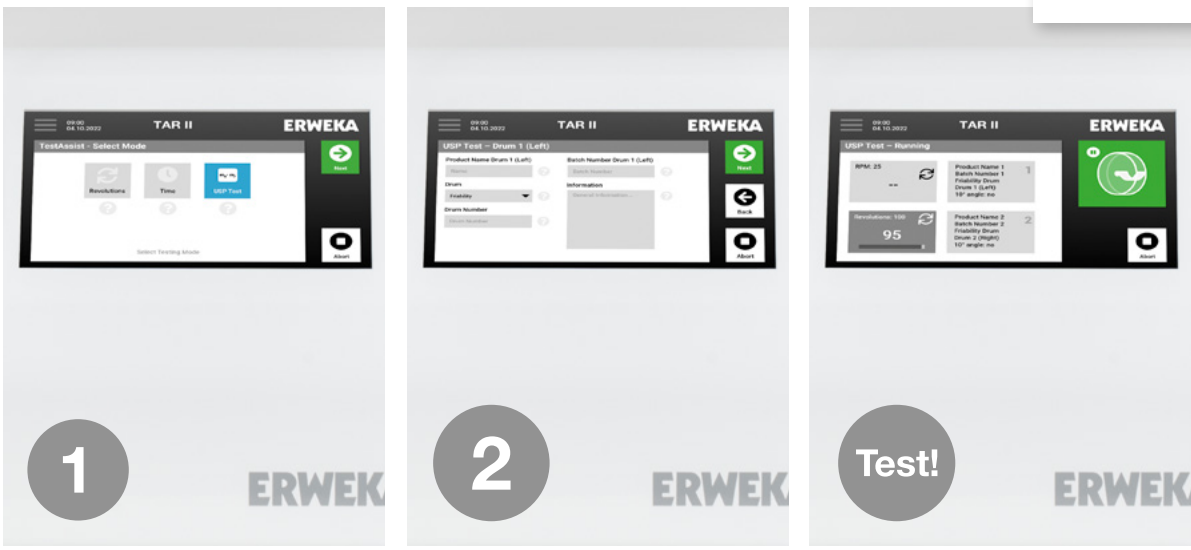 09:00
04.10.2022
TAR II
ERWEKA
TestAssist - Select Mode
Revolutions
Time
USP Test
?
?
?
Select Testing Mode
Next
Abort
1
ERWEK
09:00
04.10.2022
TAR II
ERWEKA
USP Test – Drum 1 (Left)
Product Name Drum 1 (Left)
Name
?
Batch Number Drum 1 (Left)
Batch Number
?
Drum
Friability
?
Information
General Information...
?
Drum Number
Drum Number
?
Next
Back
Abort
2
ERWEK
09:00
04.10.2022
TAR II
ERWEKA
USP Test – Running
RPM: 25
--
Product Name 1
Batch Number 1
Friability Drum
Drum 1 (Left)
10° angle: no
1
Revolutions: 100
95
Product Name 2
Batch Number 2
Friability Drum
Drum 2 (Right)
10° angle: no
2
Abort
Test!
ERWEK